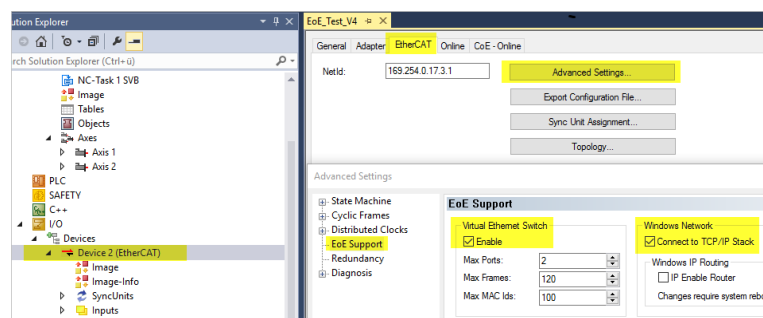 ution Explorer
rch Solution Explorer (Ctrl+ü)
NC-Task 1 SVB
Image
Tables
Objects
Axes
Axis 1
Axis 2
PLC
SAFETY
C++
I/O
Devices
Device 2 (EtherCAT)
Image
Image-Info
SyncUnits
Inputs
EoE_Test_V4
General Adapter EtherCAT Online CoE - Online
NetId: 169.254.0.17.3.1 Advanced Settings...
Export Configuration File...
Sync Unit Assignment...
Topology...
Advanced Settings
State Machine
Cyclic Frames
Distributed Clocks
EoE Support
Redundancy
Diagnosis
EoE Support
Virtual Ethernet Switch
Enable
Max Ports: 2
Max Frames: 120
Max MAC Ids: 100
Windows Network
Connect to TCP/IP Stack
Windows IP Routing
IP Enable Router
Changes require system rebo